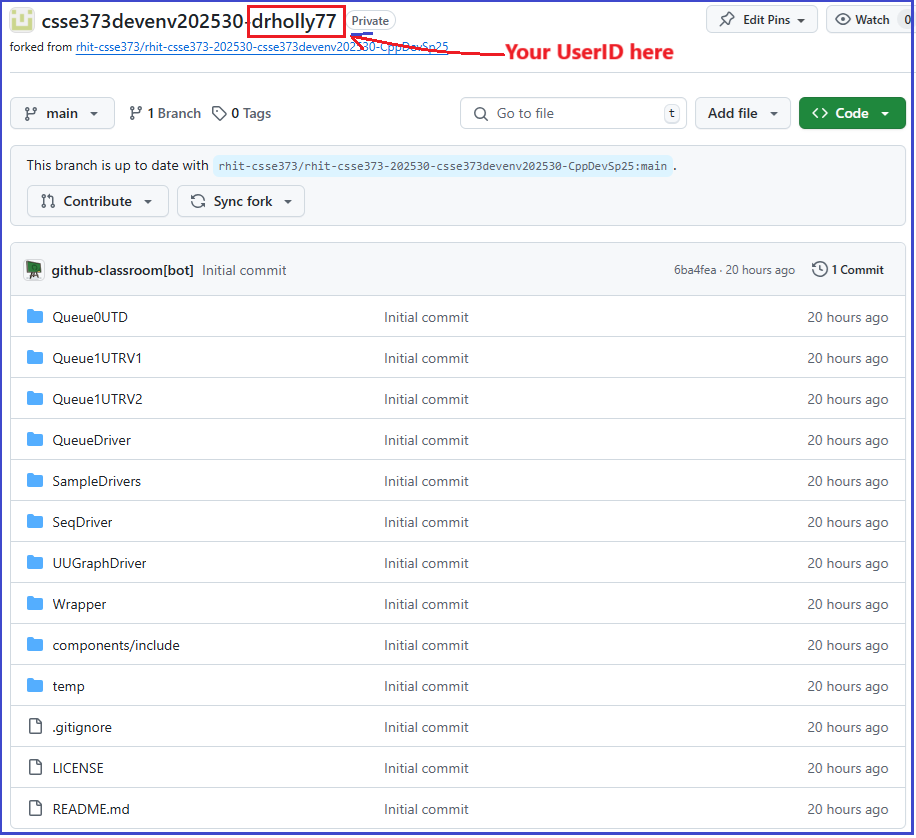 csse373devenv202530-drholly77 Private Edit Pins Watch 0
forked from rhit-csse373/rhit-csse373-202530-csse373devenv202530-CppDevSp25
Your UserID here
main 1 Branch 0 Tags Go to file t Add file Code
This branch is up to date with rhit-csse373/rhit-csse373-202530-csse373devenv202530-CppDevSp25:main .
Contribute Sync fork
github-classroom[bot] Initial commit 6ba4fea · 20 hours ago 1 Commit
Queue0UTD Initial commit 20 hours ago
Queue1UTRV1 Initial commit 20 hours ago
Queue1UTRV2 Initial commit 20 hours ago
QueueDriver Initial commit 20 hours ago
SampleDrivers Initial commit 20 hours ago
SeqDriver Initial commit 20 hours ago
UUGraphDriver Initial commit 20 hours ago
Wrapper Initial commit 20 hours ago
components/include Initial commit 20 hours ago
temp Initial commit 20 hours ago
.gitignore Initial commit 20 hours ago
LICENSE Initial commit 20 hours ago
README.md Initial commit 20 hours ago